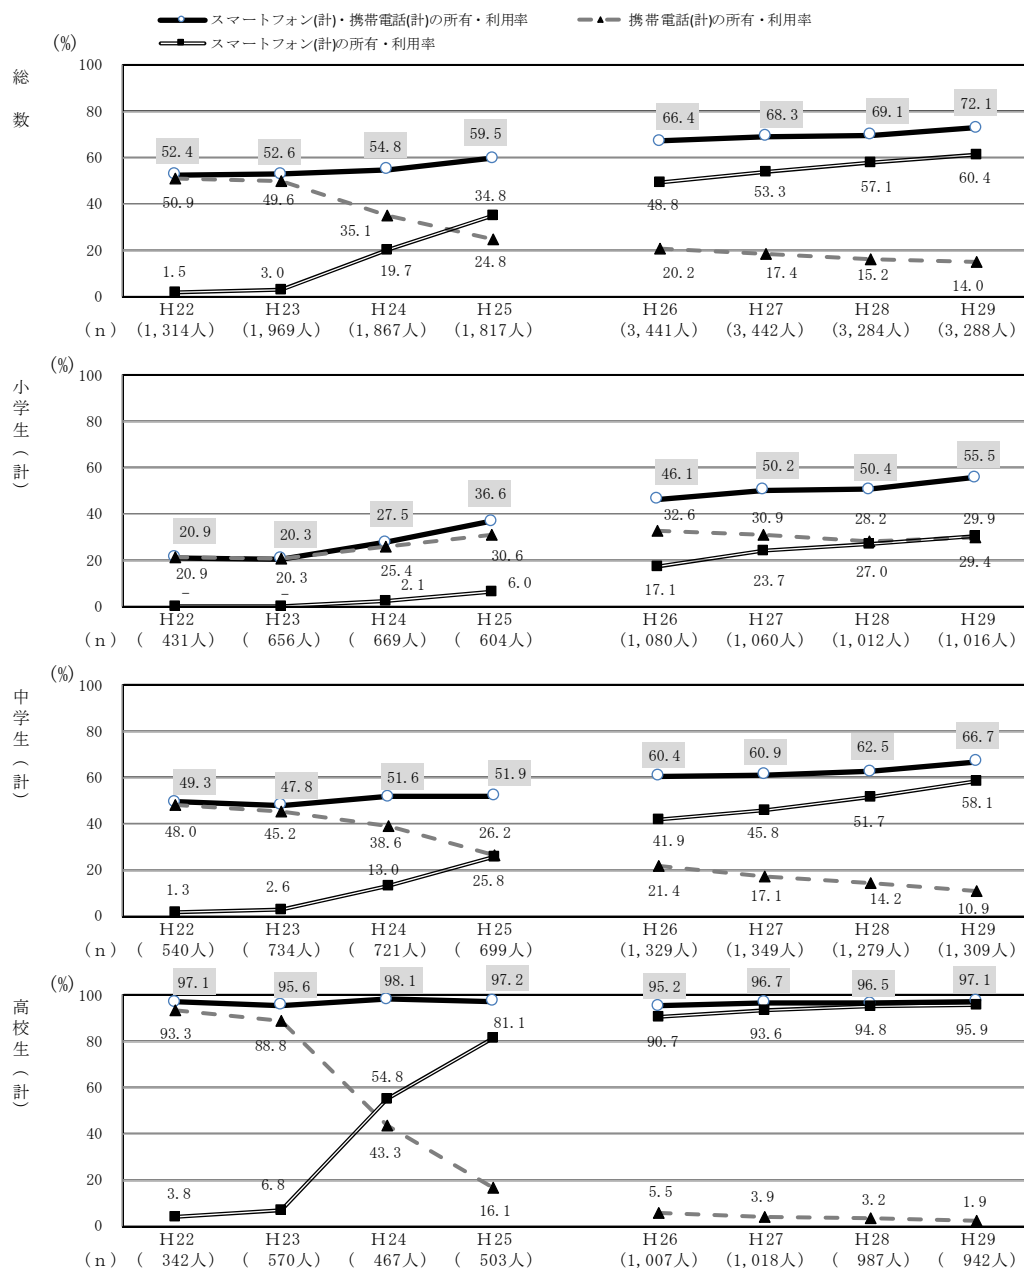 スマートフォン(計)・携帯電話(計)の所有・利用率
携帯電話(計)の所有・利用率
スマートフォン(計)の所有・利用率
総数
(%)
100
80
60
40
20
0
52.4 52.6 54.8 59.5 66.4 68.3 69.1 72.1
50.9 49.6 35.1 24.8 20.2 17.4 15.2 14.0
1.5 3.0 19.7 34.8 48.8 53.3 57.1 60.4
H22 H23 H24 H25 H26 H27 H28 H29
(n) (1,314人) (1,969人) (1,867人) (1,817人) (3,441人) (3,442人) (3,284人) (3,288人)
小学生(計)
(%)
100
80
60
40
20
0
20.9 20.3 27.5 36.6 46.1 50.2 50.4 55.5
20.9 20.3 25.4 30.6 32.6 30.9 28.2 29.9
– – 2.1 6.0 17.1 23.7 27.0 29.4
H22 H23 H24 H25 H26 H27 H28 H29
(n) ( 431人) ( 656人) ( 669人) ( 604人) (1,080人) (1,060人) (1,012人) (1,016人)
中学生(計)
(%)
100
80
60
40
20
0
49.3 47.8 51.6 51.9 60.4 60.9 62.5 66.7
48.0 45.2 38.6 26.2 21.4 17.1 14.2 10.9
1.3 2.6 13.0 25.8 41.9 45.8 51.7 58.1
H22 H23 H24 H25 H26 H27 H28 H29
(n) ( 540人) ( 734人) ( 721人) ( 699人) (1,329人) (1,349人) (1,279人) (1,309人)
高校生(計)
(%)
100
80
60
40
20
0
97.1 95.6 98.1 97.2 95.2 96.7 96.5 97.1
93.3 88.8 43.3 16.1 5.5 3.9 3.2 1.9
3.8 6.8 54.8 81.1 90.7 93.6 94.8 95.9
H22 H23 H24 H25 H26 H27 H28 H29
(n) ( 342人) ( 570人) ( 467人) ( 503人) (1,007人) (1,018人) ( 987人) ( 942人)